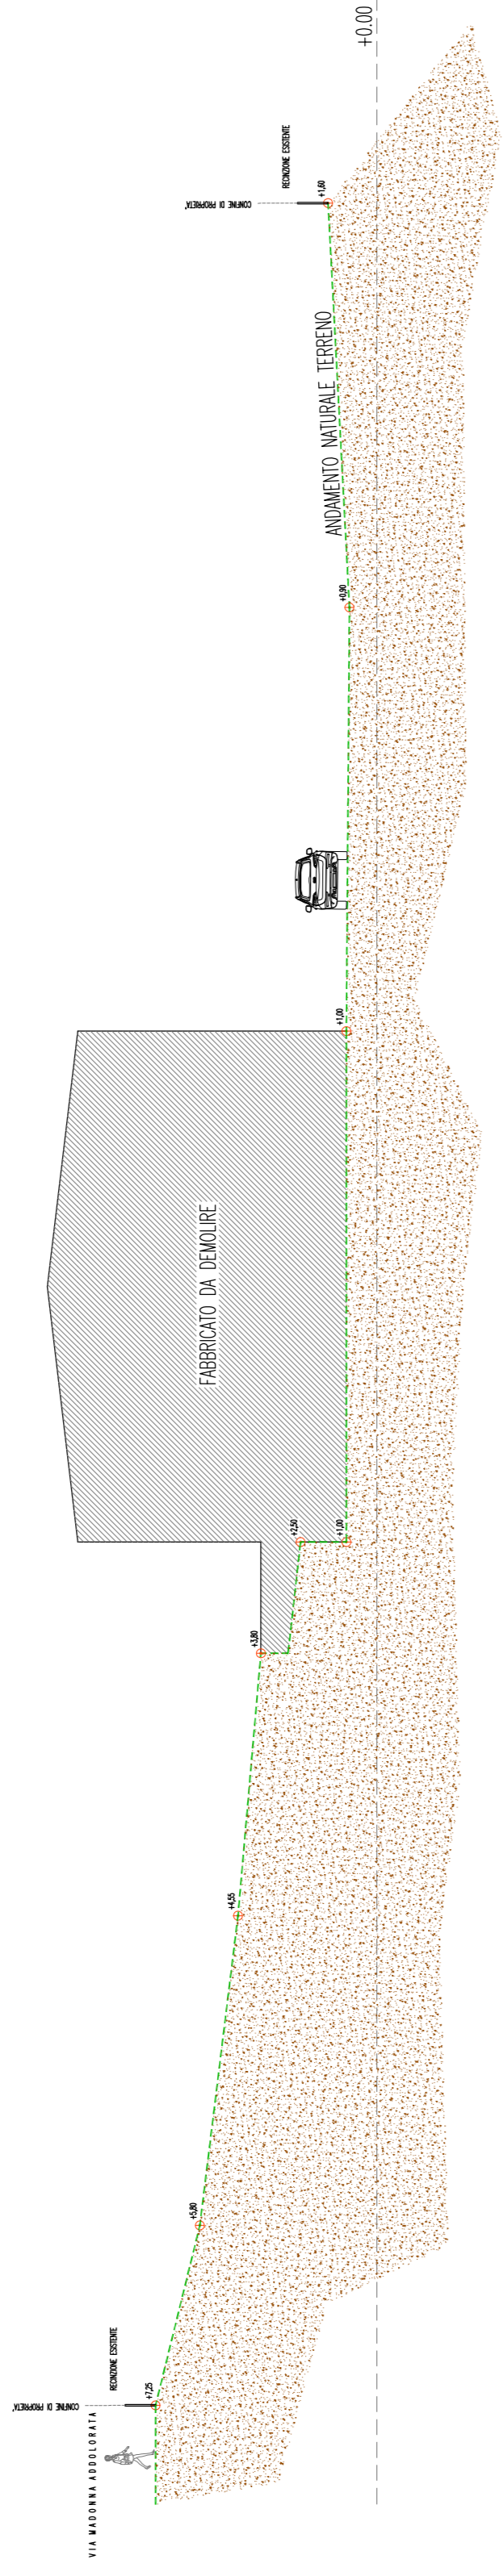 VIA MADONNA ADDOLORATA
CONFINE DI PROPRIETA'
RECINZIONE ESISTENTE
+7,25
+5,80
+4,55
+3,80
+2,50
+1,00
FABBRICATO DA DEMOLIRE
+1,00
+0,90
ANDAMENTO NATURALE TERRENO
CONFINE DI PROPRIETA'
RECINZIONE ESISTENTE
+1,60
+0.00